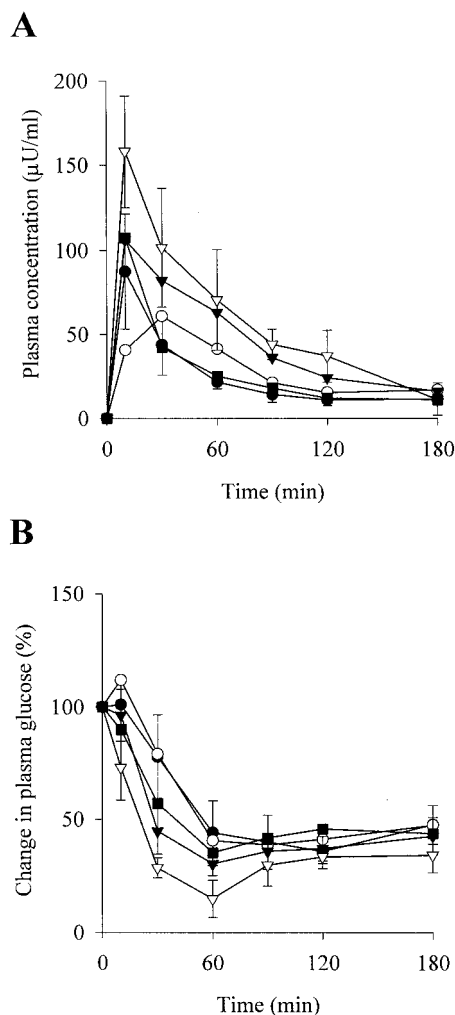 A
200
150
100
50
0
Plasma concentration (μU/ml)
0 60 120 180
Time (min)
B
150
100
50
0
Change in plasma glucose (%)
0 60 120 180
Time (min)